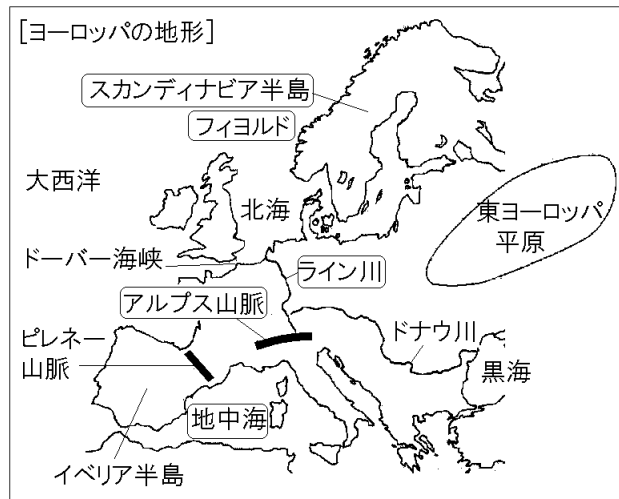 [ヨーロッパの地形]
スカンディナビア半島
フィヨルド
大西洋
北海
東ヨーロッパ
平原
ドーバー海峡
ライン川
アルプス山脈
ピレネー
山脈
ドナウ川
黒海
地中海
イベリア半島